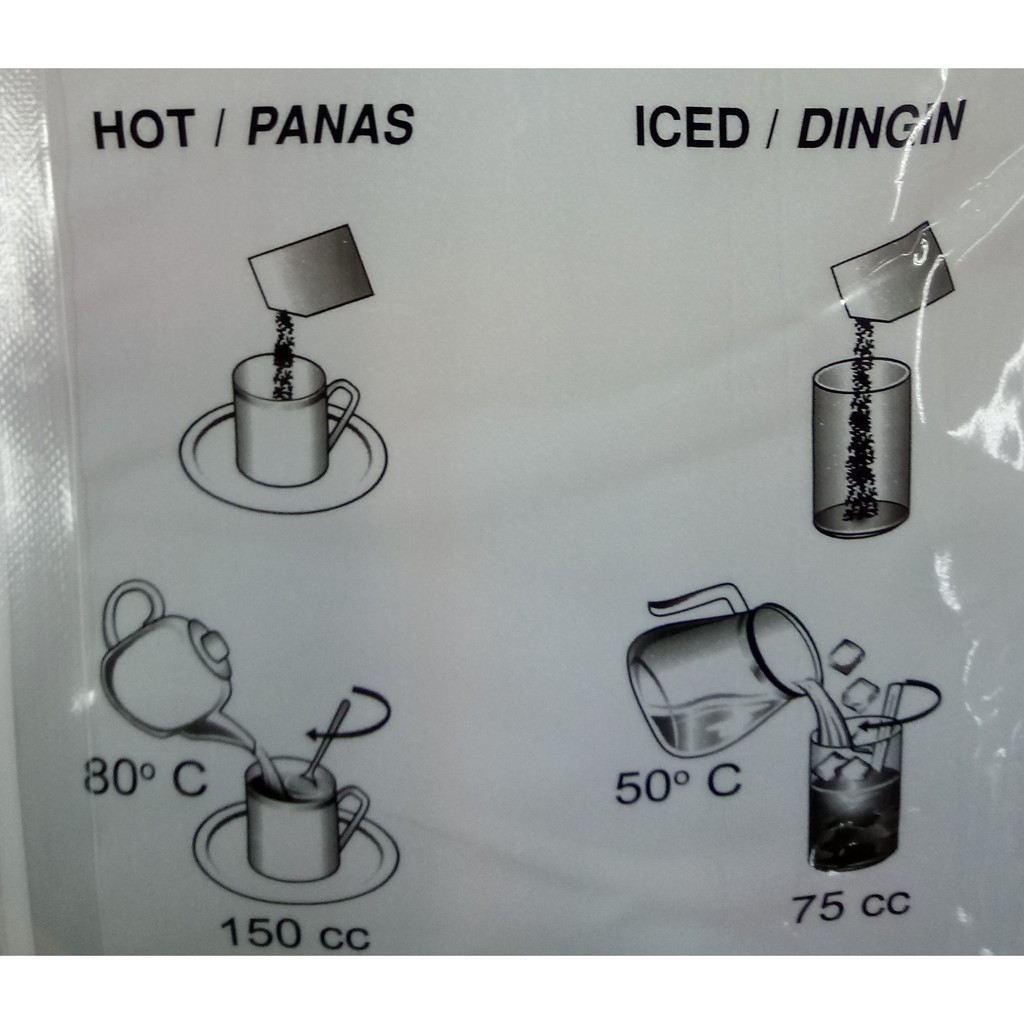 HOT / PANAS
ICED / DINGIN
80º C
150 cc
50º C
75 cc